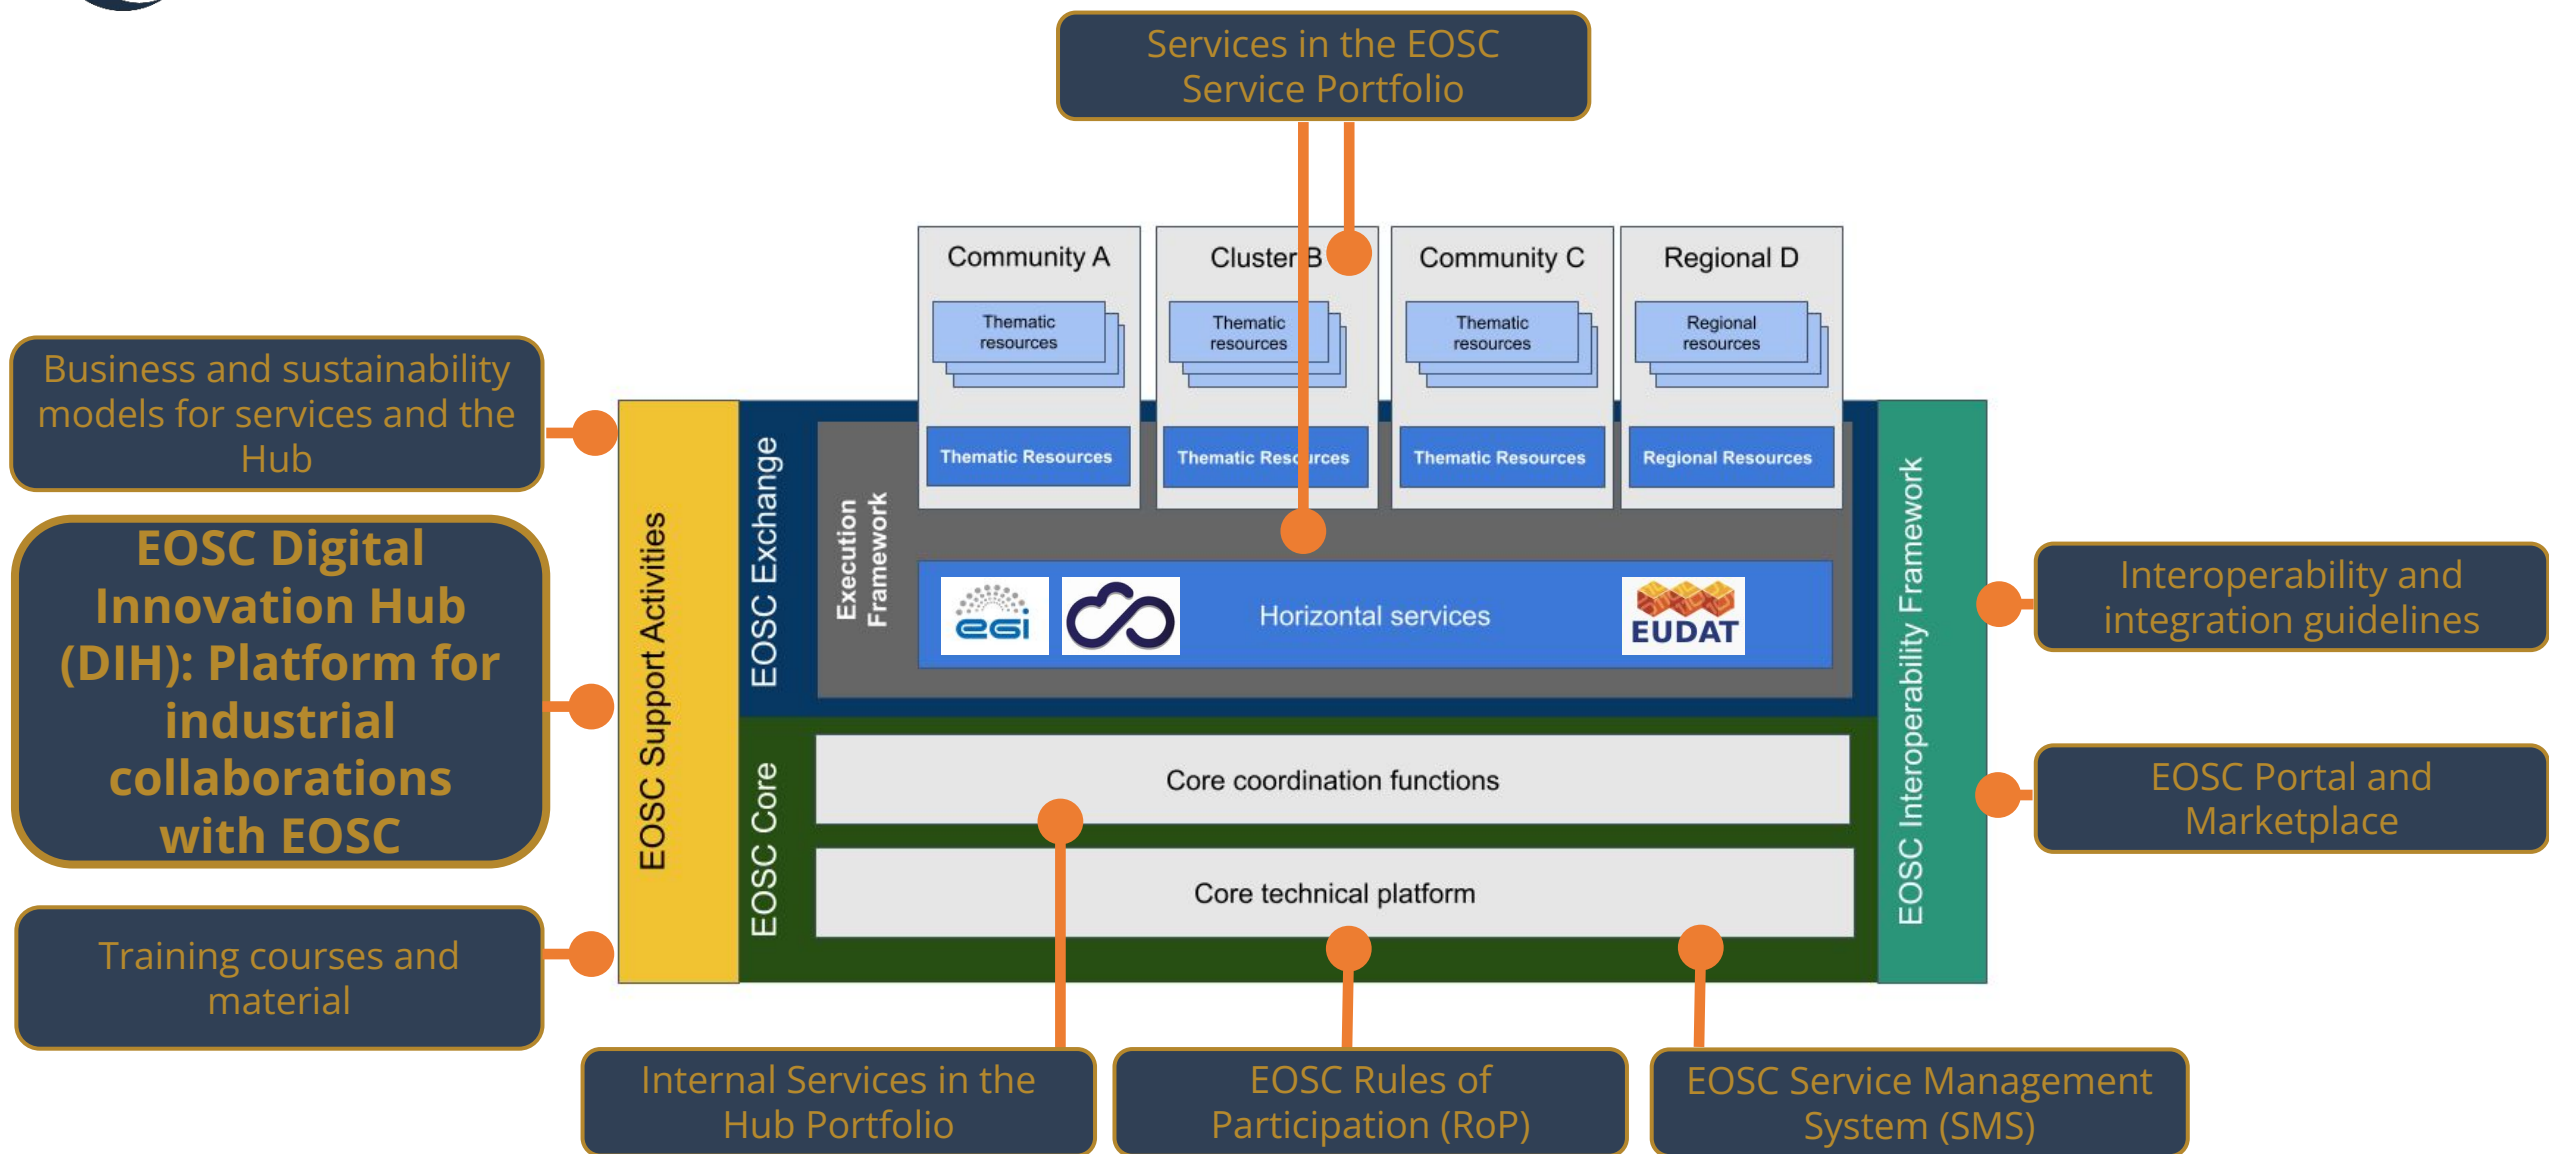 Services in the EOSC
Service Portfolio
Community A
Cluster B
Community C
Regional D
Thematic
resources
Thematic
resources
Thematic
resources
Regional
resources
Thematic Resources
Thematic Resources
Thematic Resources
Regional Resources
Business and sustainability
models for services and the
Hub
EOSC Digital
Innovation Hub
(DIH): Platform for
industrial
collaborations
with EOSC
Training courses and
material
EOSC Support Activities
EOSC Exchange
Execution
Framework
egi
Horizontal services
EUDAT
EOSC Core
Core coordination functions
Core technical platform
EOSC Interoperability Framework
Interoperability and
integration guidelines
EOSC Portal and
Marketplace
Internal Services in the
Hub Portfolio
EOSC Rules of
Participation (RoP)
EOSC Service Management
System (SMS)